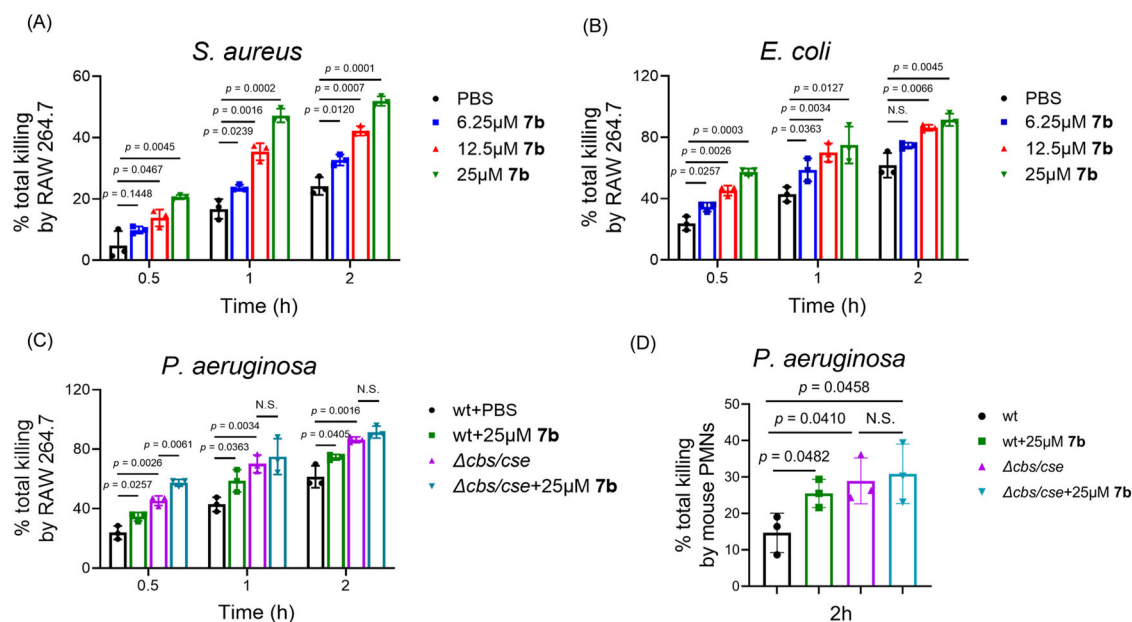 (A)
S. aureus
% total killing
by RAW 264.7
60
40
20
0
p = 0.0045
p = 0.0467
p = 0.1448
p = 0.0002
p = 0.0016
p = 0.0239
p = 0.0001
p = 0.0007
p = 0.0120
0.5 1 2
Time (h)
PBS
6.25μM 7b
12.5μM 7b
25μM 7b
(B)
E. coli
% total killing
by RAW 264.7
120
80
40
0
p = 0.0003
p = 0.0026
p = 0.0257
p = 0.0127
p = 0.0034
p = 0.0363
p = 0.0045
p = 0.0066
N.S.
0.5 1 2
Time (h)
PBS
6.25μM 7b
12.5μM 7b
25μM 7b
(C)
P. aeruginosa
% total killing
by RAW 264.7
120
80
40
0
p = 0.0061
p = 0.0026
p = 0.0257
N.S.
p = 0.0034
p = 0.0363
N.S.
p = 0.0016
p = 0.0405
0.5 1 2
Time (h)
wt+PBS
wt+25μM 7b
Δcbs/cse
Δcbs/cse+25μM 7b
(D)
P. aeruginosa
% total killing
by mouse PMNs
50
40
30
20
10
0
p = 0.0458
p = 0.0410
N.S.
p = 0.0482
2h
wt
wt+25μM 7b
Δcbs/cse
Δcbs/cse+25μM 7b